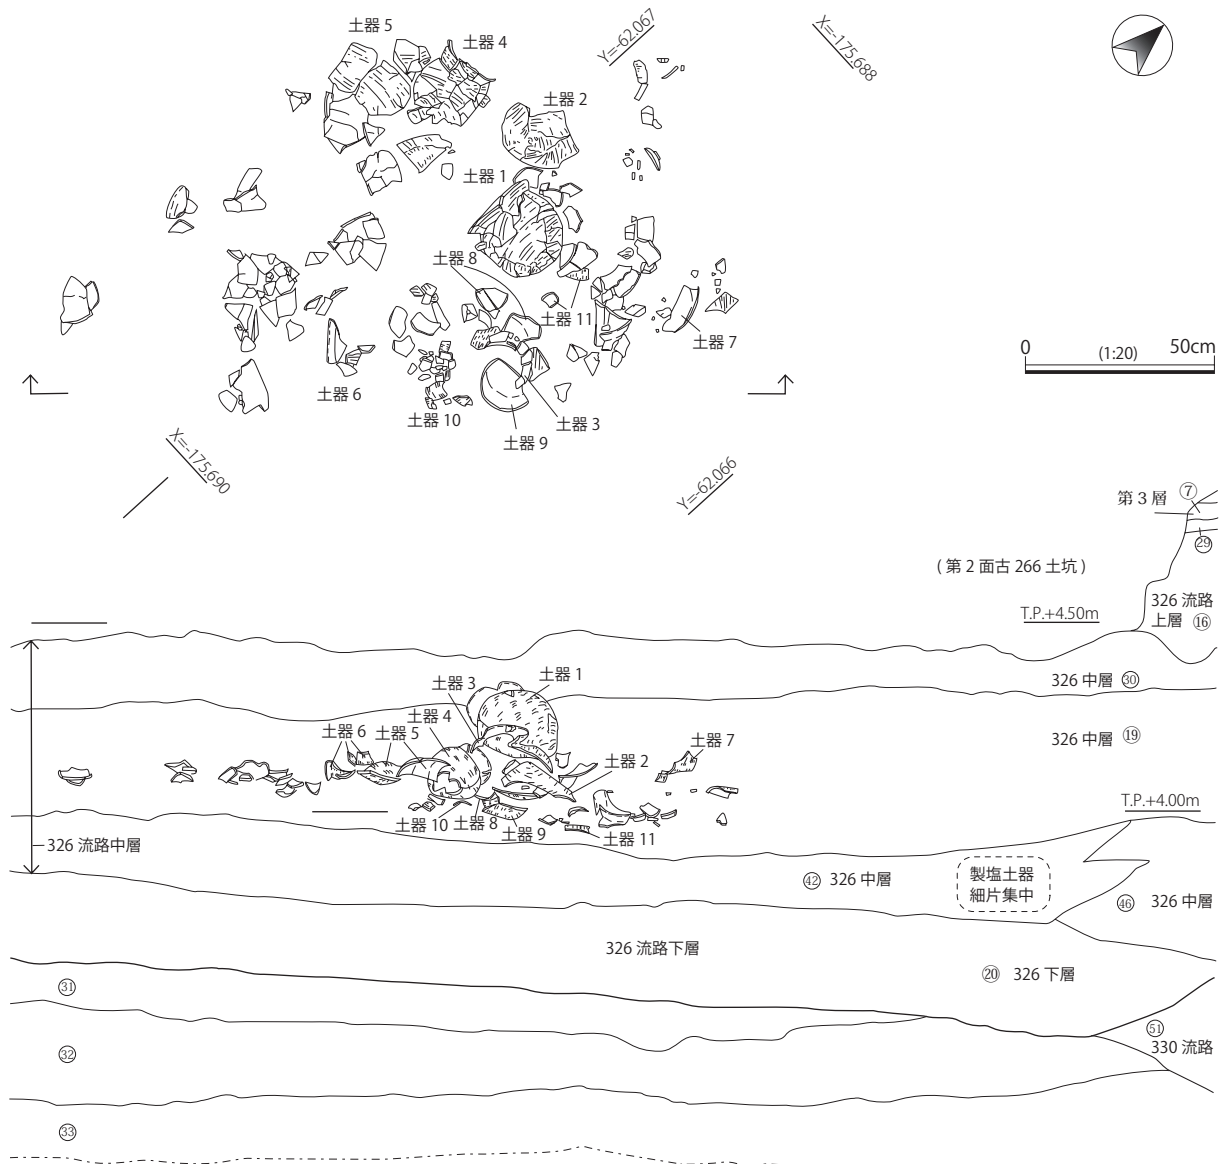 土器 5
土器 4
Y=-62.067
X=-175.688
土器 2
土器 1
土器 8
土器 11
土器 7
0 (1:20) 50cm
土器 6
土器 10
土器 3
土器 9
X=-175.690
Y=-62.066
第 3 層 ⑦
㉙
( 第 2 面古 266 土坑 )
T.P.+4.50m
326 流路
上層 ⑯
326 中層 ㉚
土器 1
土器 3
土器 4
土器 6
土器 5
326 中層 ⑲
土器 7
土器 2
T.P.+4.00m
土器 10
土器 8
土器 9
土器 11
326 流路中層
㊷ 326 中層
製塩土器
細片集中
㊻ 326 中層
326 流路下層
⑳ 326 下層
㉛
51
330 流路
㉜
㉝